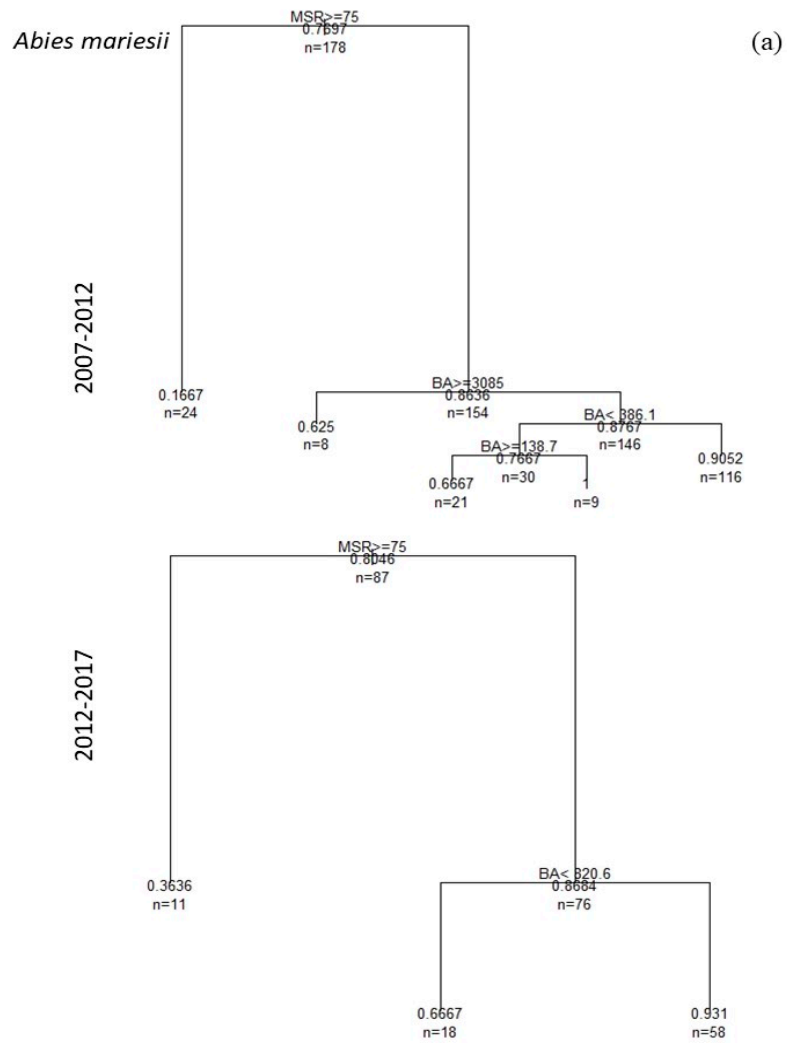 Abies mariesii
(a)
2007-2012
MSR>=75
0.7697
n=178
0.1667
n=24
BA>=3085
0.8636
n=154
0.625
n=8
BA< 386.1
0.8767
n=146
BA>=138.7
0.7667
n=30
0.9052
n=116
0.6667
n=21
1
n=9
2012-2017
MSR>=75
0.8046
n=87
0.3636
n=11
BA< 320.6
0.8684
n=76
0.6667
n=18
0.931
n=58